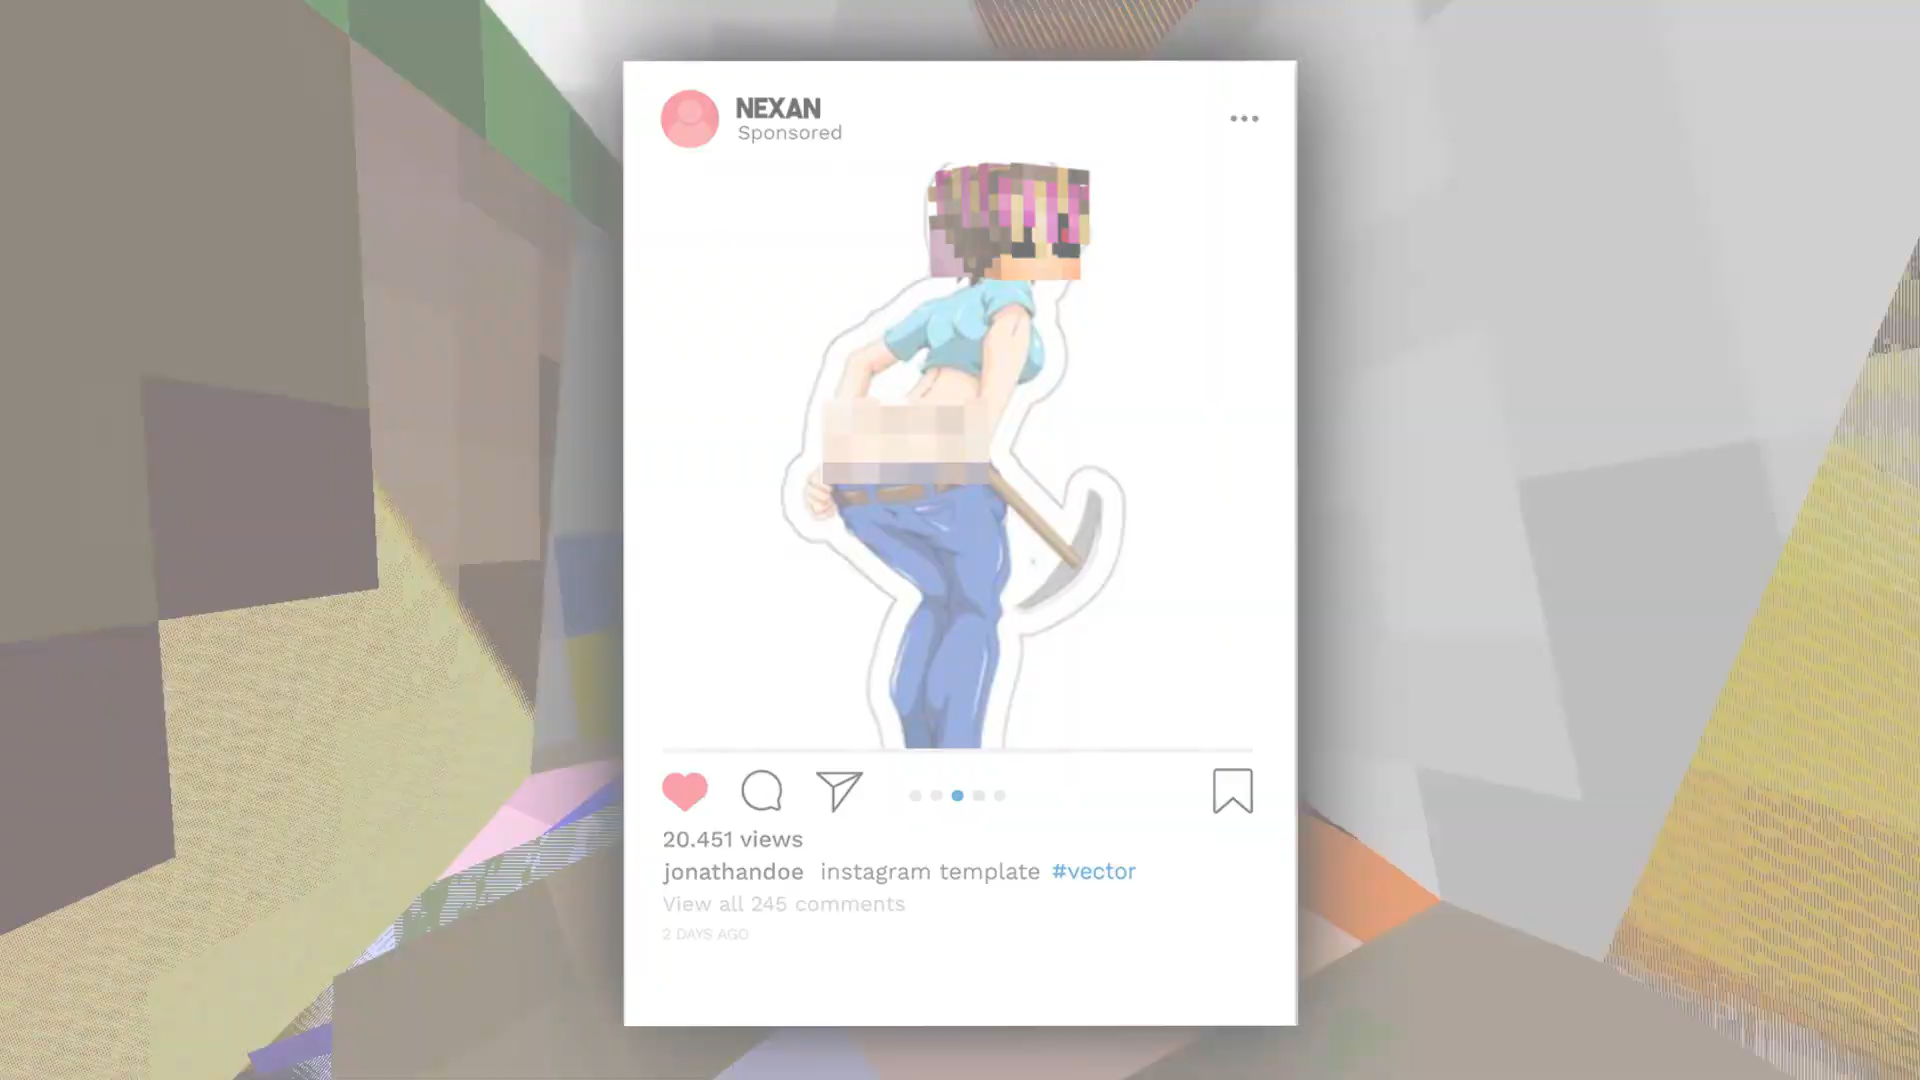 NEXAN
Sponsored
20.451 views
jonathandoe instagram template #vector
View all 245 comments
2 DAYS AGO